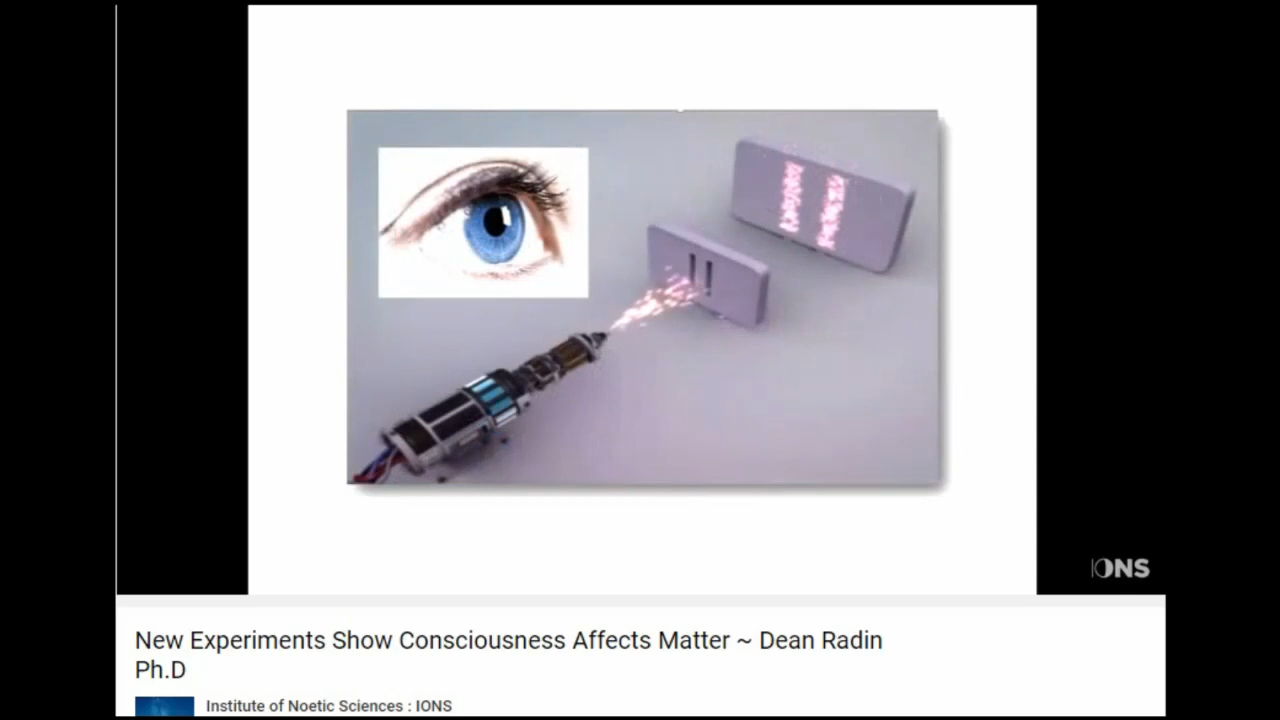 IONS
New Experiments Show Consciousness Affects Matter ~ Dean Radin
Ph.D
Institute of Noetic Sciences : IONS